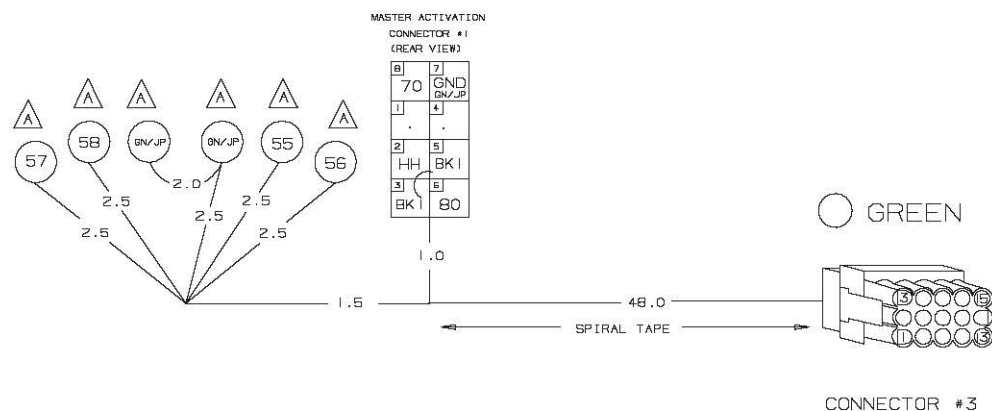 MASTER ACTIVATION
CONNECTOR #1
(REAR VIEW)
8 7
70 GND
GN/JP
1 4
. .
2 5
HH BK1
3 6
BK1 80
A A A A A A
57 58 GN/JP GN/JP 55 56
2.0
2.5 2.5 2.5 2.5 2.5
1.0
1.5
48.0
SPIRAL TAPE
GREEN
3 15
1 13
CONNECTOR #3